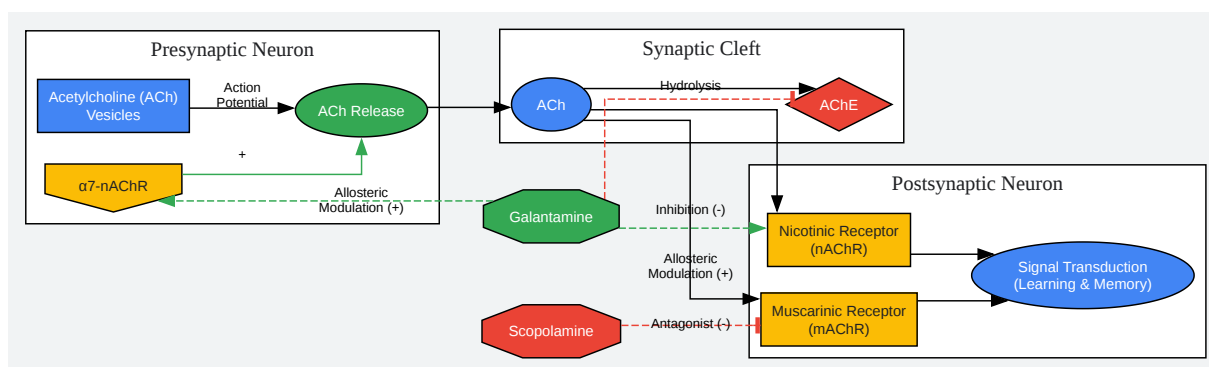 Presynaptic Neuron
Acetylcholine (ACh)
Vesicles
Action
Potential
ACh Release
+
α7-nAChR
Allosteric
Modulation (+)
Synaptic Cleft
ACh
Hydrolysis
AChE
Galantamine
Inhibition (-)
Allosteric
Modulation (+)
Scopolamine
Antagonist (-)
Postsynaptic Neuron
Nicotinic Receptor
(nAChR)
Muscarinic Receptor
(mAChR)
Signal Transduction
(Learning & Memory)